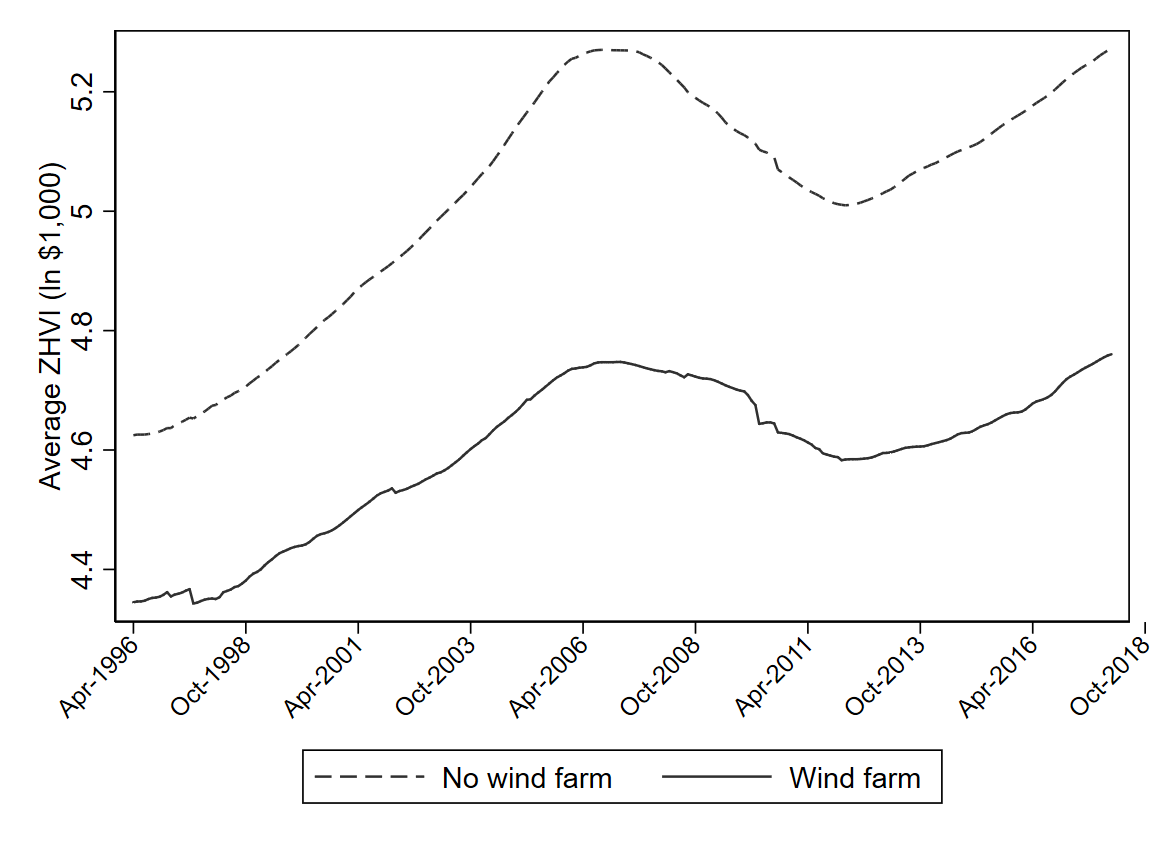 Average ZHVI (ln $1,000)
5.2
5
4.8
4.6
4.4
Apr-1996
Oct-1998
Apr-2001
Oct-2003
Apr-2006
Oct-2008
Apr-2011
Oct-2013
Apr-2016
Oct-2018
No wind farm
Wind farm